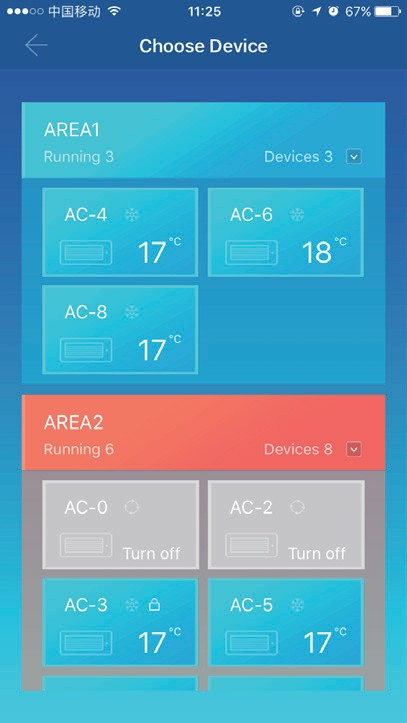 中国移动 11:25 67%
Choose Device
AREA1
Running 3 Devices 3
AC-4 AC-6
17°C 18°C
AC-8
17°C
AREA2
Running 6 Devices 8
AC-0 AC-2
Turn off Turn off
AC-3 AC-5
17°C 17°C